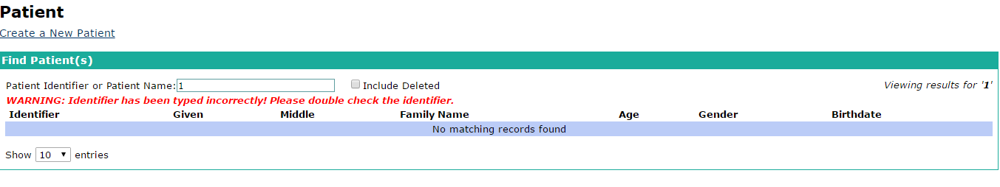 Patient
Create a New Patient
Find Patient(s)
Patient Identifier or Patient Name: 1 Include Deleted Viewing results for '1'
WARNING: Identifier has been typed incorrectly! Please double check the identifier.
Identifier Given Middle Family Name Age Gender Birthdate
No matching records found
Show 10 entries